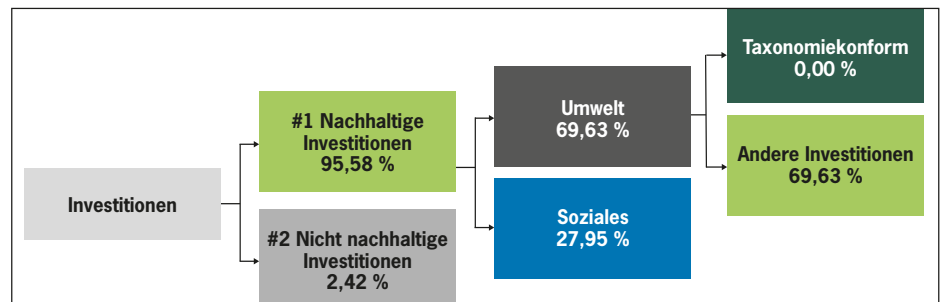 Investitionen
#1 Nachhaltige
Investitionen
95,58 %
#2 Nicht nachhaltige
Investitionen
2,42 %
Umwelt
69,63 %
Soziales
27,95 %
Taxonomiekonform
0,00 %
Andere Investitionen
69,63 %